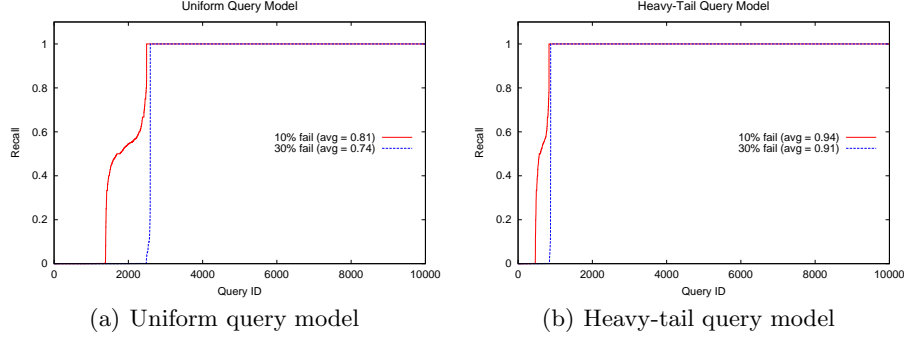 Uniform Query Model
1
0.8
0.6
0.4
0.2
0
Recall
10% fail (avg = 0.81)
30% fail (avg = 0.74)
0 2000 4000 6000 8000 10000
Query ID
(a) Uniform query model
Heavy-Tail Query Model
1
0.8
0.6
0.4
0.2
0
Recall
10% fail (avg = 0.94)
30% fail (avg = 0.91)
0 2000 4000 6000 8000 10000
Query ID
(b) Heavy-tail query model